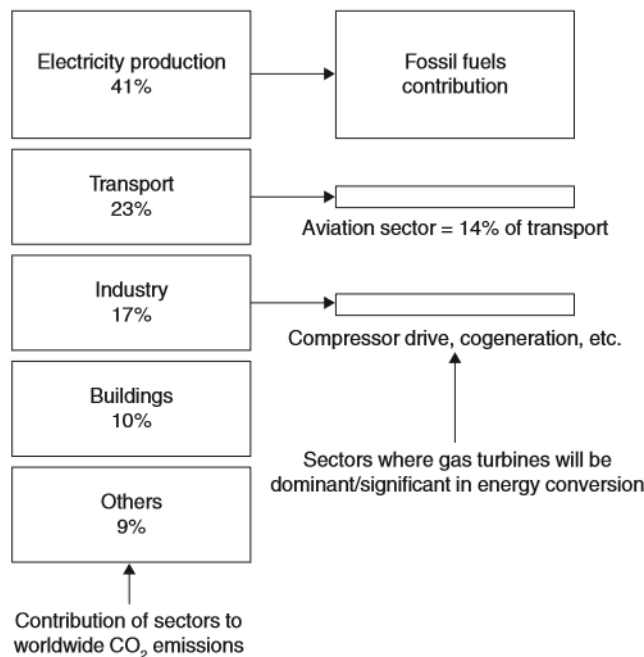 Electricity production
41%
Fossil fuels
contribution
Transport
23%
Aviation sector = 14% of transport
Industry
17%
Compressor drive, cogeneration, etc.
Buildings
10%
Sectors where gas turbines will be
dominant/significant in energy conversion
Others
9%
Contribution of sectors to
worldwide CO₂ emissions